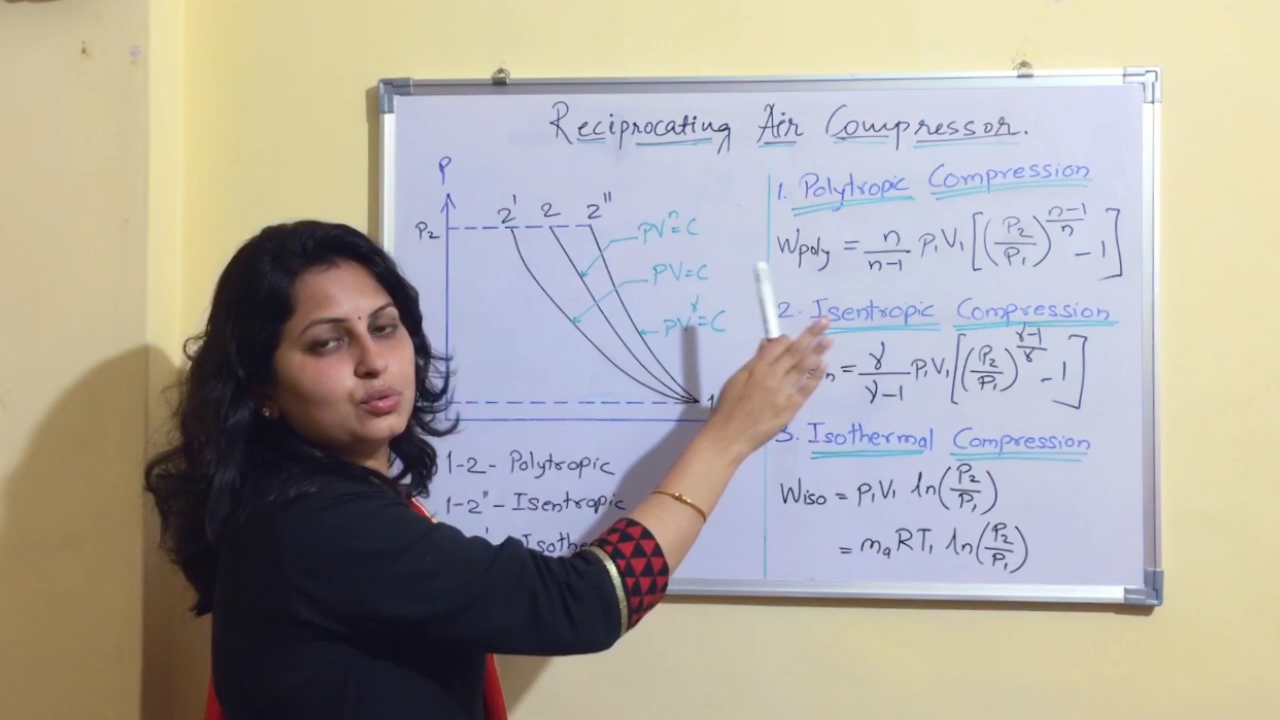 Reciprocating Air Compressor.
P
P₂
2' 2 2''
PVⁿ=C
PV=C
PV^γ=C
1
1-2- Polytropic
1-2''- Isentropic
1. Polytropic Compression
Wpoly = n/(n-1) P₁V₁ [(P₂/P₁)^((n-1)/n) - 1]
2. Isentropic Compression
= γ/(γ-1) P₁V₁ [(P₂/P₁)^((γ-1)/γ) - 1]
3. Isothermal Compression
Wiso = P₁V₁ ln(P₂/P₁)
= mₐRT₁ ln(P₂/P₁)